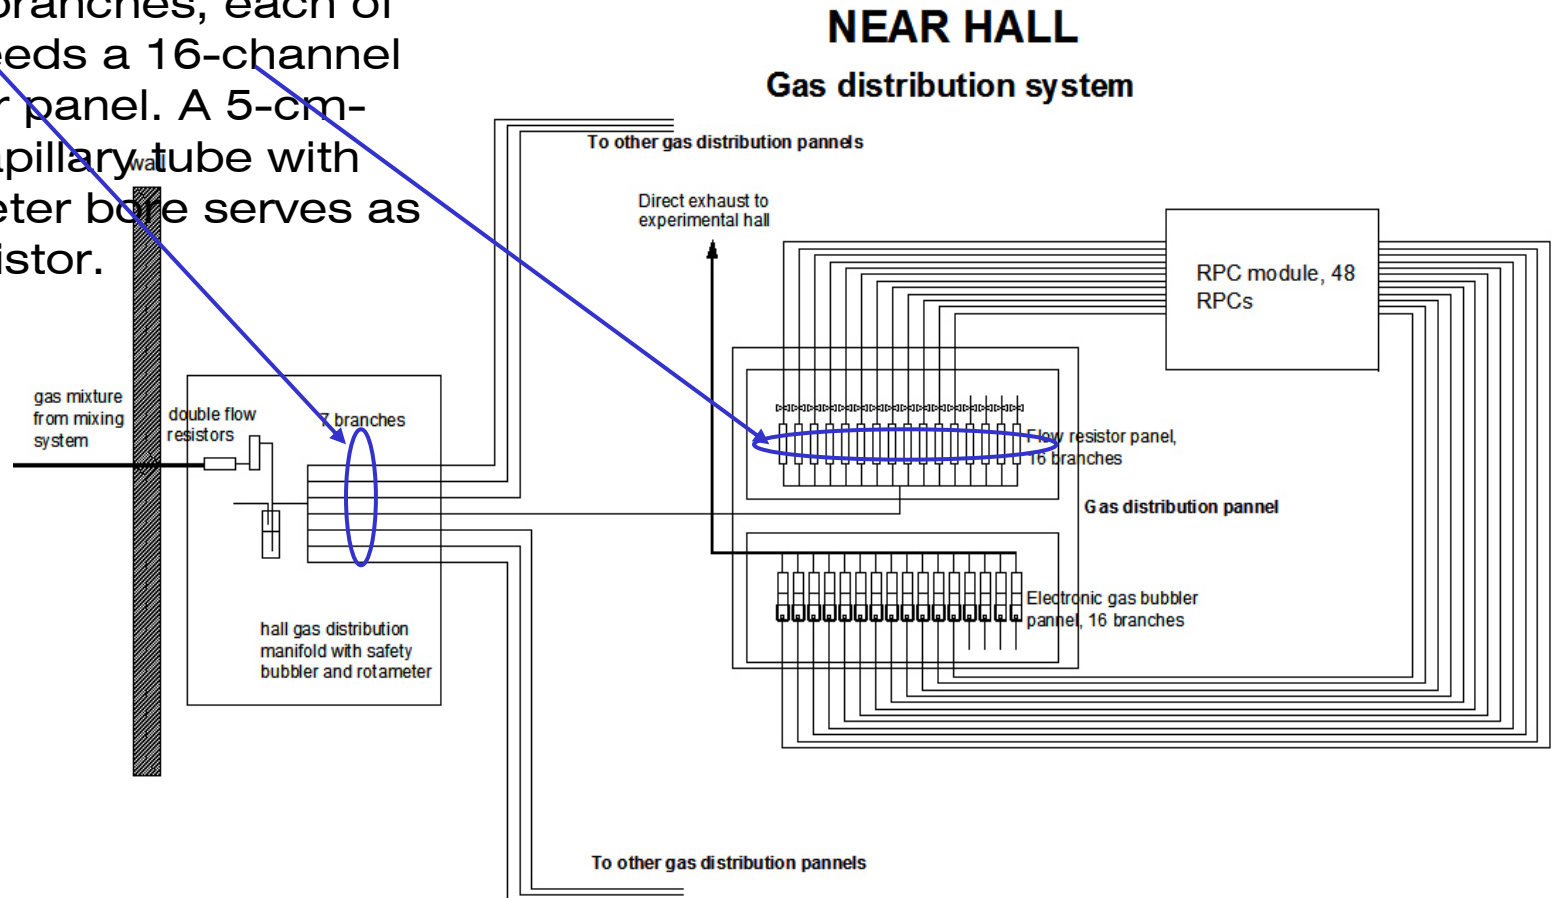 branches, each of
eeds a 16-channel
r panel. A 5-cm-
apillary tube with
eter bore serves as
istor.
NEAR HALL
Gas distribution system
To other gas distribution pannels
wall
Direct exhaust to
experimental hall
RPC module, 48
RPCs
gas mixture
from mixing
system
double flow
resistors
7 branches
Flow resistor panel,
16 branches
Gas distribution pannel
Electronic gas bubbler
pannel, 16 branches
hall gas distribution
manifold with safety
bubbler and rotameter
To other gas distribution panels